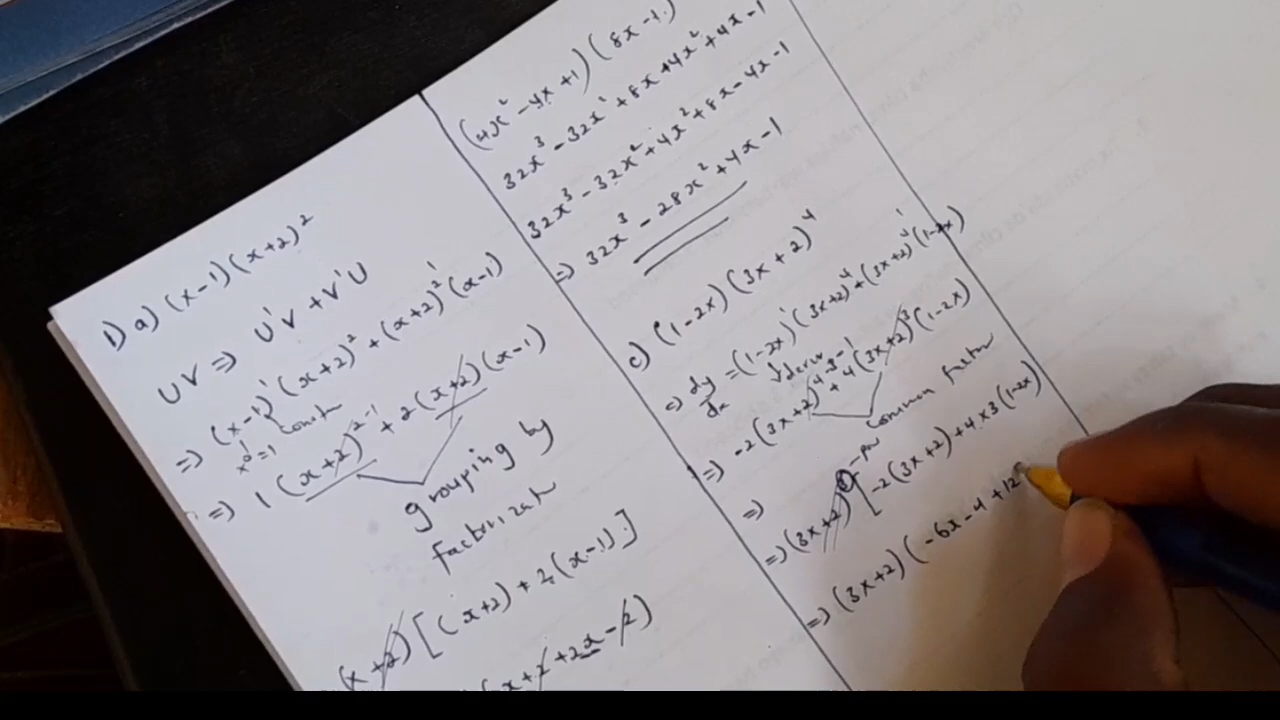 1) a) (x-1)(x+2)²
UV ⇒ U'V + V'U
⇒ (x-1)'(x+2)² + (x+2)²'(x-1)
x⁰=1
⇒ 1(x+2)²⁻¹ + 2(x+2)(x-1)
grouping by
(x+2)[(x+2) + 2(x-1)]
x+2+2x-2)
(4x²-4x+1)(8x-1)
32x³-32x²+8x+4x²+4x-1
32x³-32x²+4x²+8x-4x-1
⇒ 32x³-28x²+4x-1
c) (1-2x)(3x+2)⁴
⇒ dy/dx = (1-2x)'(3x+2)⁴+(3x+2)⁴'(1-2x)
⇒ -2(3x+2)⁴+4(3x+2)³(1-2x)
common factor
⇒
⇒ (3x+2)[-2(3x+2)+4×3(1-2x)
⇒ (3x+2)(-6x-4+12